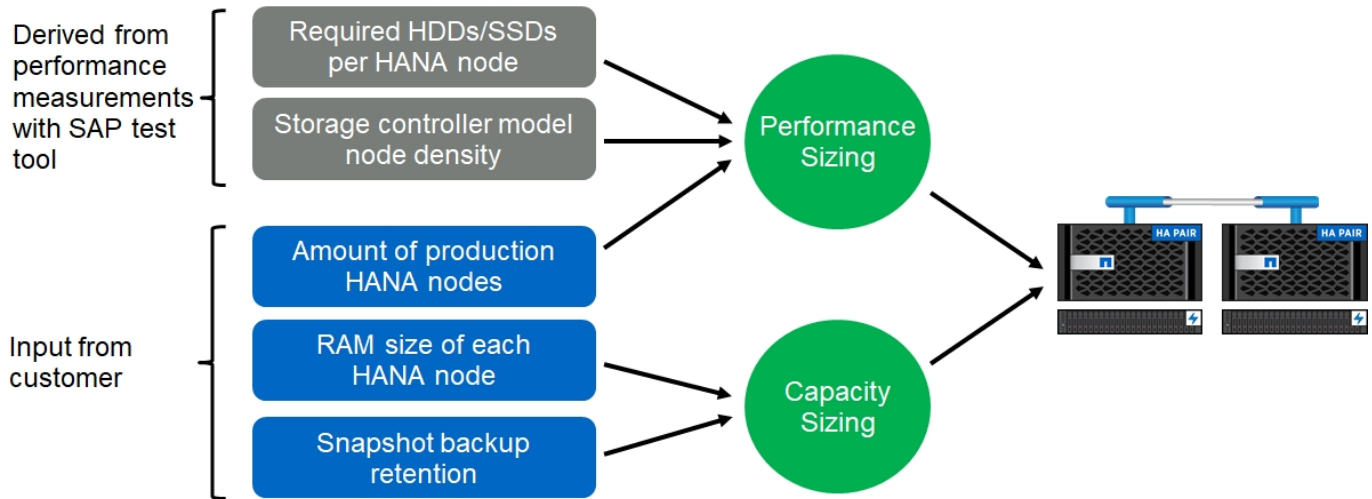 Derived from
performance
measurements
with SAP test
tool
Required HDDs/SSDs
per HANA node
Storage controller model
node density
Input from
customer
Amount of production
HANA nodes
RAM size of each
HANA node
Snapshot backup
retention
Performance
Sizing
Capacity
Sizing
HA PAIR
HA PAIR